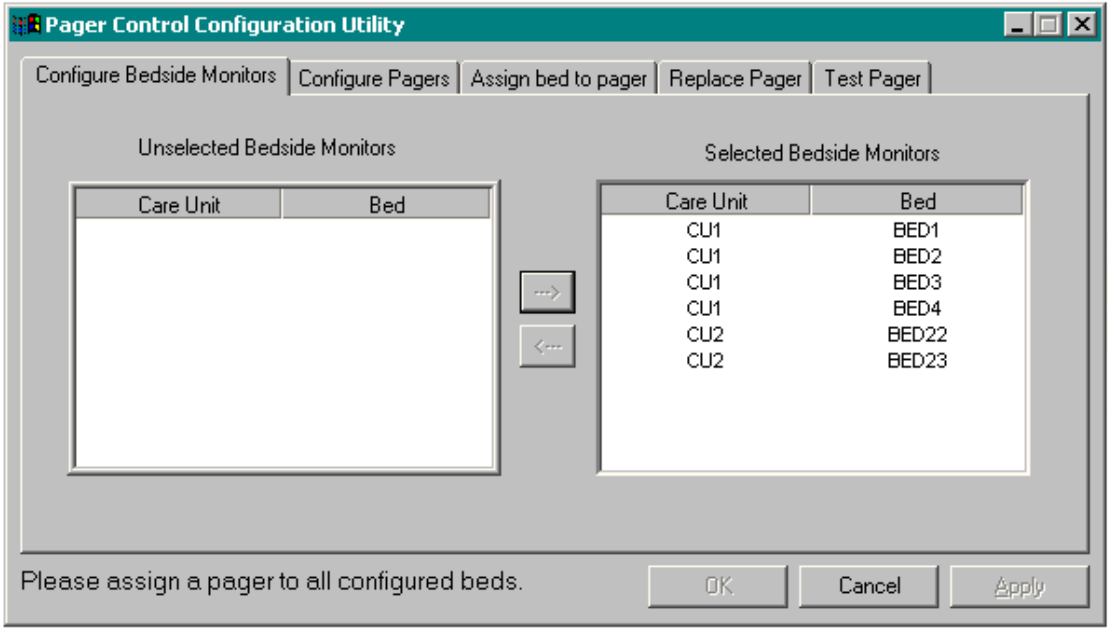 Pager Control Configuration Utility
Configure Bedside Monitors Configure Pagers Assign bed to pager Replace Pager Test Pager
Unselected Bedside Monitors Selected Bedside Monitors
Care Unit Bed Care Unit Bed
CU1 BED1
CU1 BED2
--->
CU1 BED3
CU1 BED4
<---
CU2 BED22
CU2 BED23
Please assign a pager to all configured beds. OK Cancel Apply